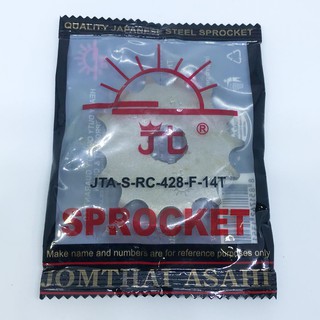 QUALITY JAPANESE STEEL SPROCKET
JTA-S-RC-428-F-14T
SPROCKET
Make name and numbers are for reference purposes only
JOMTHAI ASAHI